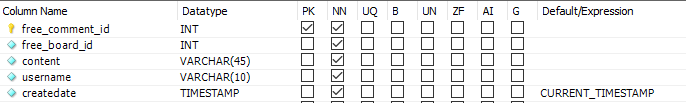 Column Name Datatype PK NN UQ B UN ZF AI G Default/Expression
free_comment_id INT
free_board_id INT
content VARCHAR(45)
username VARCHAR(10)
createdate TIMESTAMP CURRENT_TIMESTAMP